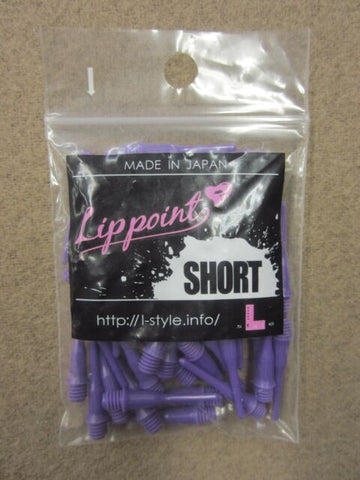 MADE IN JAPAN
Lippoint
SHORT
http://l-style.info/
L